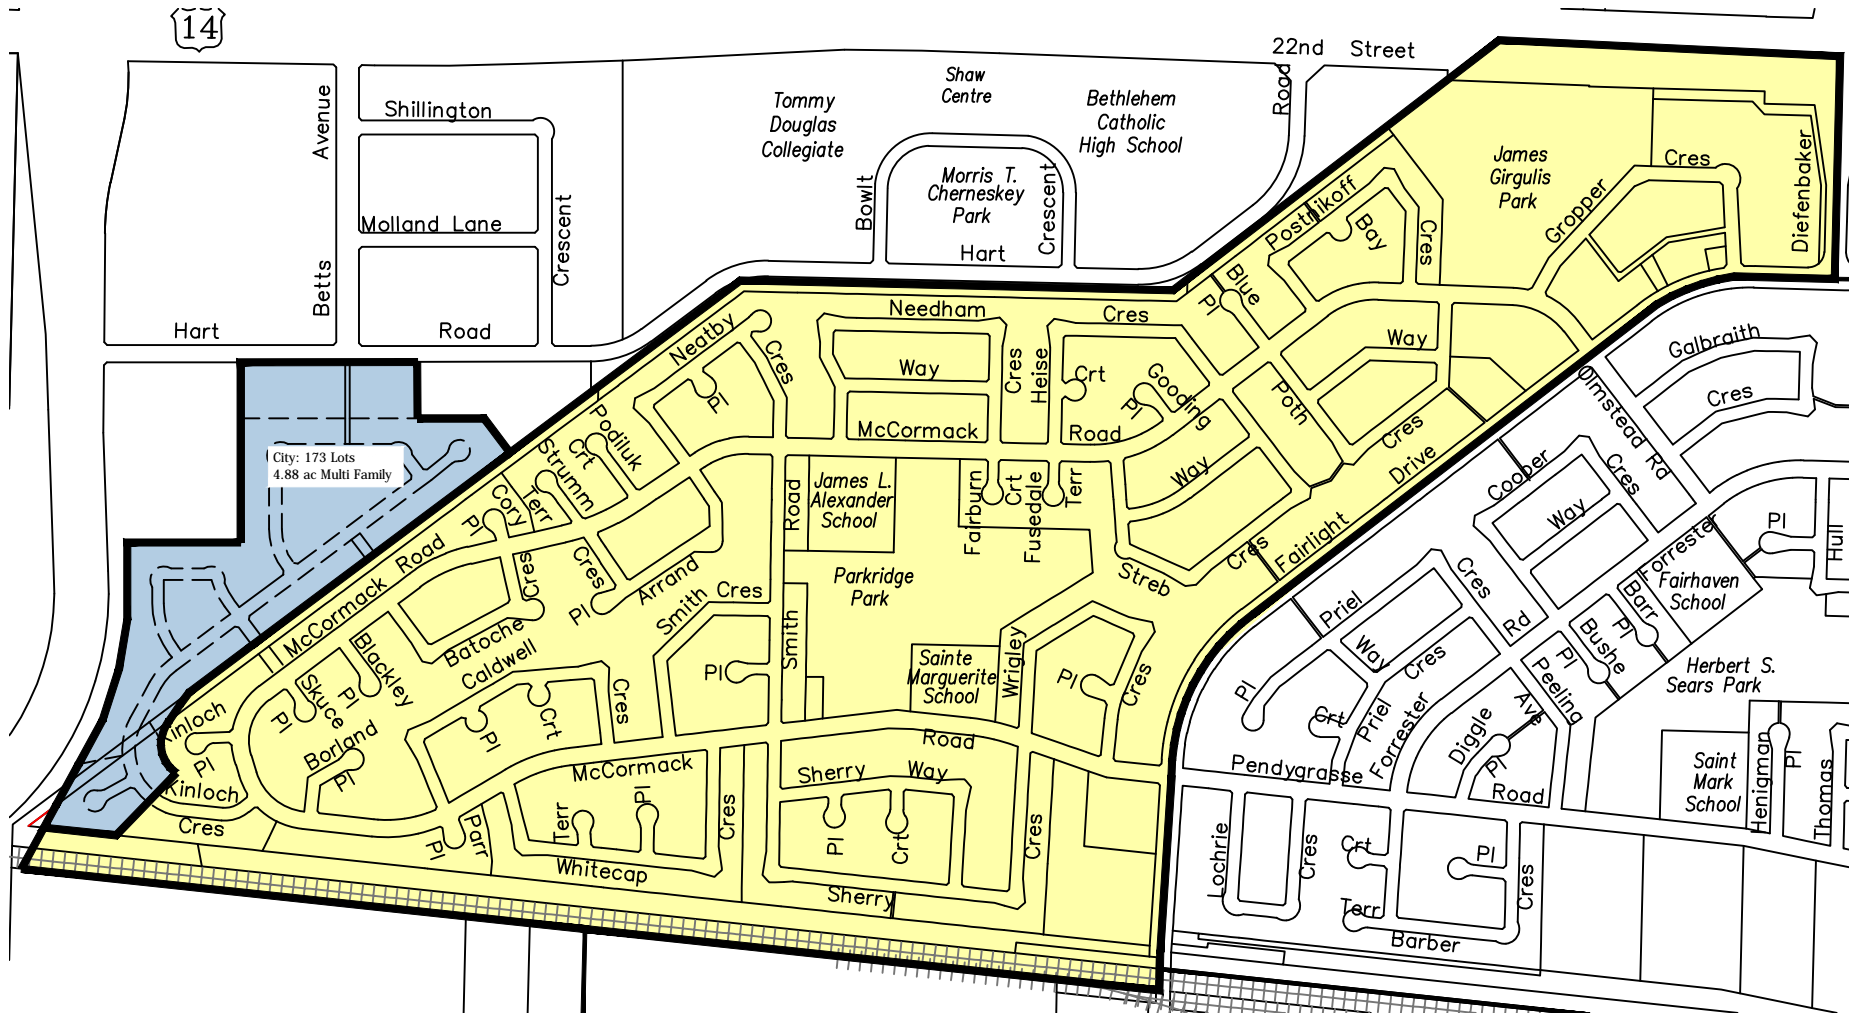 14
22nd Street
Road
Avenue
Shillington
Shaw
Centre
Tommy
Douglas
Collegiate
Bethlehem
Catholic
High School
Morris T.
Cherneskey
Park
Bowlt
Crescent
Hart
Molland Lane
Crescent
Betts
Hart
Road
James
Girgulis
Park
Cres
Diefenbaker
Gropper
Postnikoff
Bay
Cres
Blue
Pl
Needham
Cres
Way
Cres
Heise
Crt
Gooding
Pl
Poth
Way
Neatby
Cres
Pl
McCormack
Road
Way
Cres
Drive
Galbraith
Cres
Olmstead Rd
City: 173 Lots
4.88 ac Multi Family
Podiluk
Crt
Strumm
Terr
Cory
Pl
Road
James L.
Alexander
School
Fairburn
Crt
Fusedale
Terr
Cooper
Cres
Way
Forrester
Pl
Hull
McCormack Road
Cres
Cres
Pl
Arrand
Smith Cres
Parkridge
Park
Streb
Cres
Fairlight
Priel
Cres
Rd
Barr
Pl
Fairhaven
School
Batoche
Caldwell
Blackley
Pl
Skuce
Pl
Smith
Pl
Sainte
Marguerite
School
Wrigley
Pl
Cres
Pl
Way
Cres
Crt
Priel
Forrester
Diggle
Pl
Ave
Peeling
Pl
Bushe
Herbert S.
Sears Park
Kinloch
Pl
Kinloch
Cres
Borland
Pl
Pl
Crt
Cres
McCormack
Road
Pendygrasse
Road
Saint
Mark
School
Henigman
Pl
Thomas
Parr
Pl
Terr
Pl
Cres
Whitecap
Sherry Way
Pl
Crt
Cres
Sherry
Lochrie
Cres
Crt
Terr
Pl
Cres
Barber